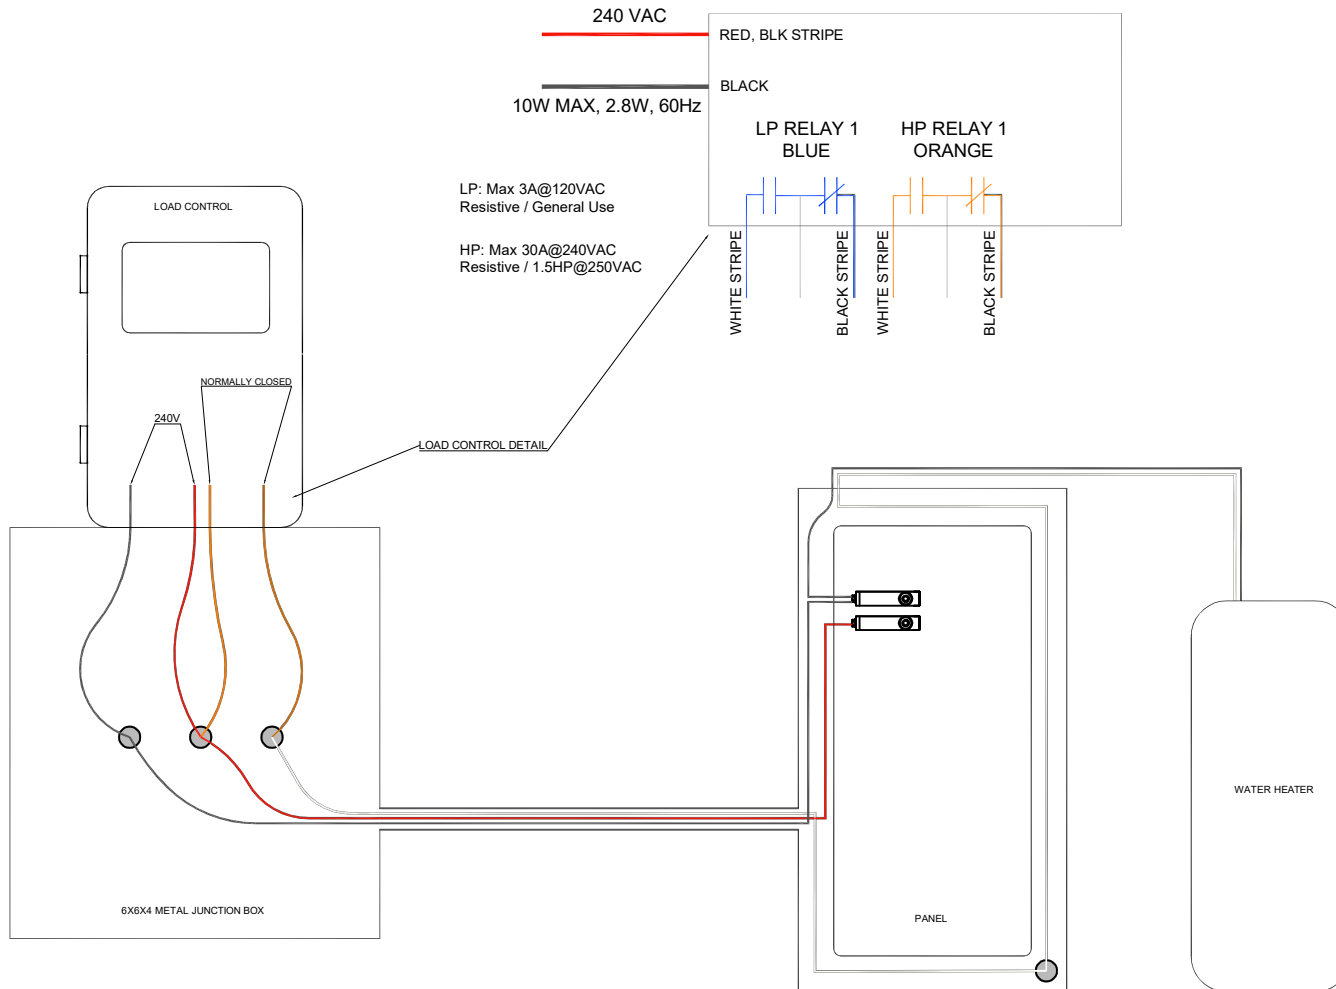 240 VAC
RED, BLK STRIPE
BLACK
10W MAX, 2.8W, 60Hz
LP RELAY 1
BLUE
HP RELAY 1
ORANGE
LP: Max 3A@120VAC
Resistive / General Use
HP: Max 30A@240VAC
Resistive / 1.5HP@250VAC
WHITE STRIPE
BLACK STRIPE
WHITE STRIPE
BLACK STRIPE
LOAD CONTROL
NORMALLY CLOSED
240V
LOAD CONTROL DETAIL
WATER HEATER
6X6X4 METAL JUNCTION BOX
PANEL